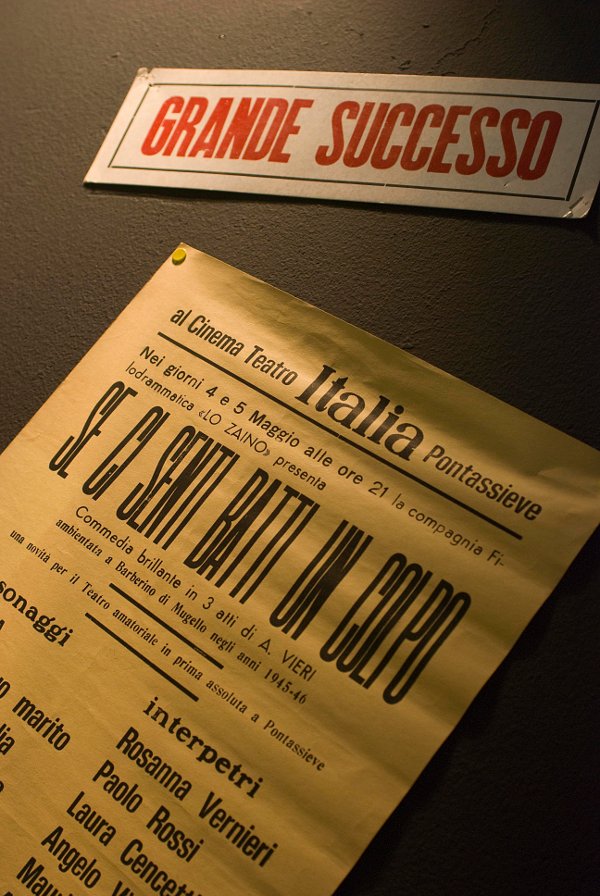 GRANDE SUCCESSO
al Cinema Teatro Italia Pontassieve
Nei giorni 4 e 5 Maggio alle ore 21 la compagnia Fi-
lodrammatica «LO ZAINO» presenta
SE CI SENTI BATTI UN COLPO
Commedia brillante in 3 atti di A. VIERI
ambientata a Barberino di Mugello negli anni 1945-46
una novità per il Teatro amatoriale in prima assoluta a Pontassieve
sonaggi
interpetri
marito
Rosanna Vernieri
Paolo Rossi
Laura Cencetti
Angelo